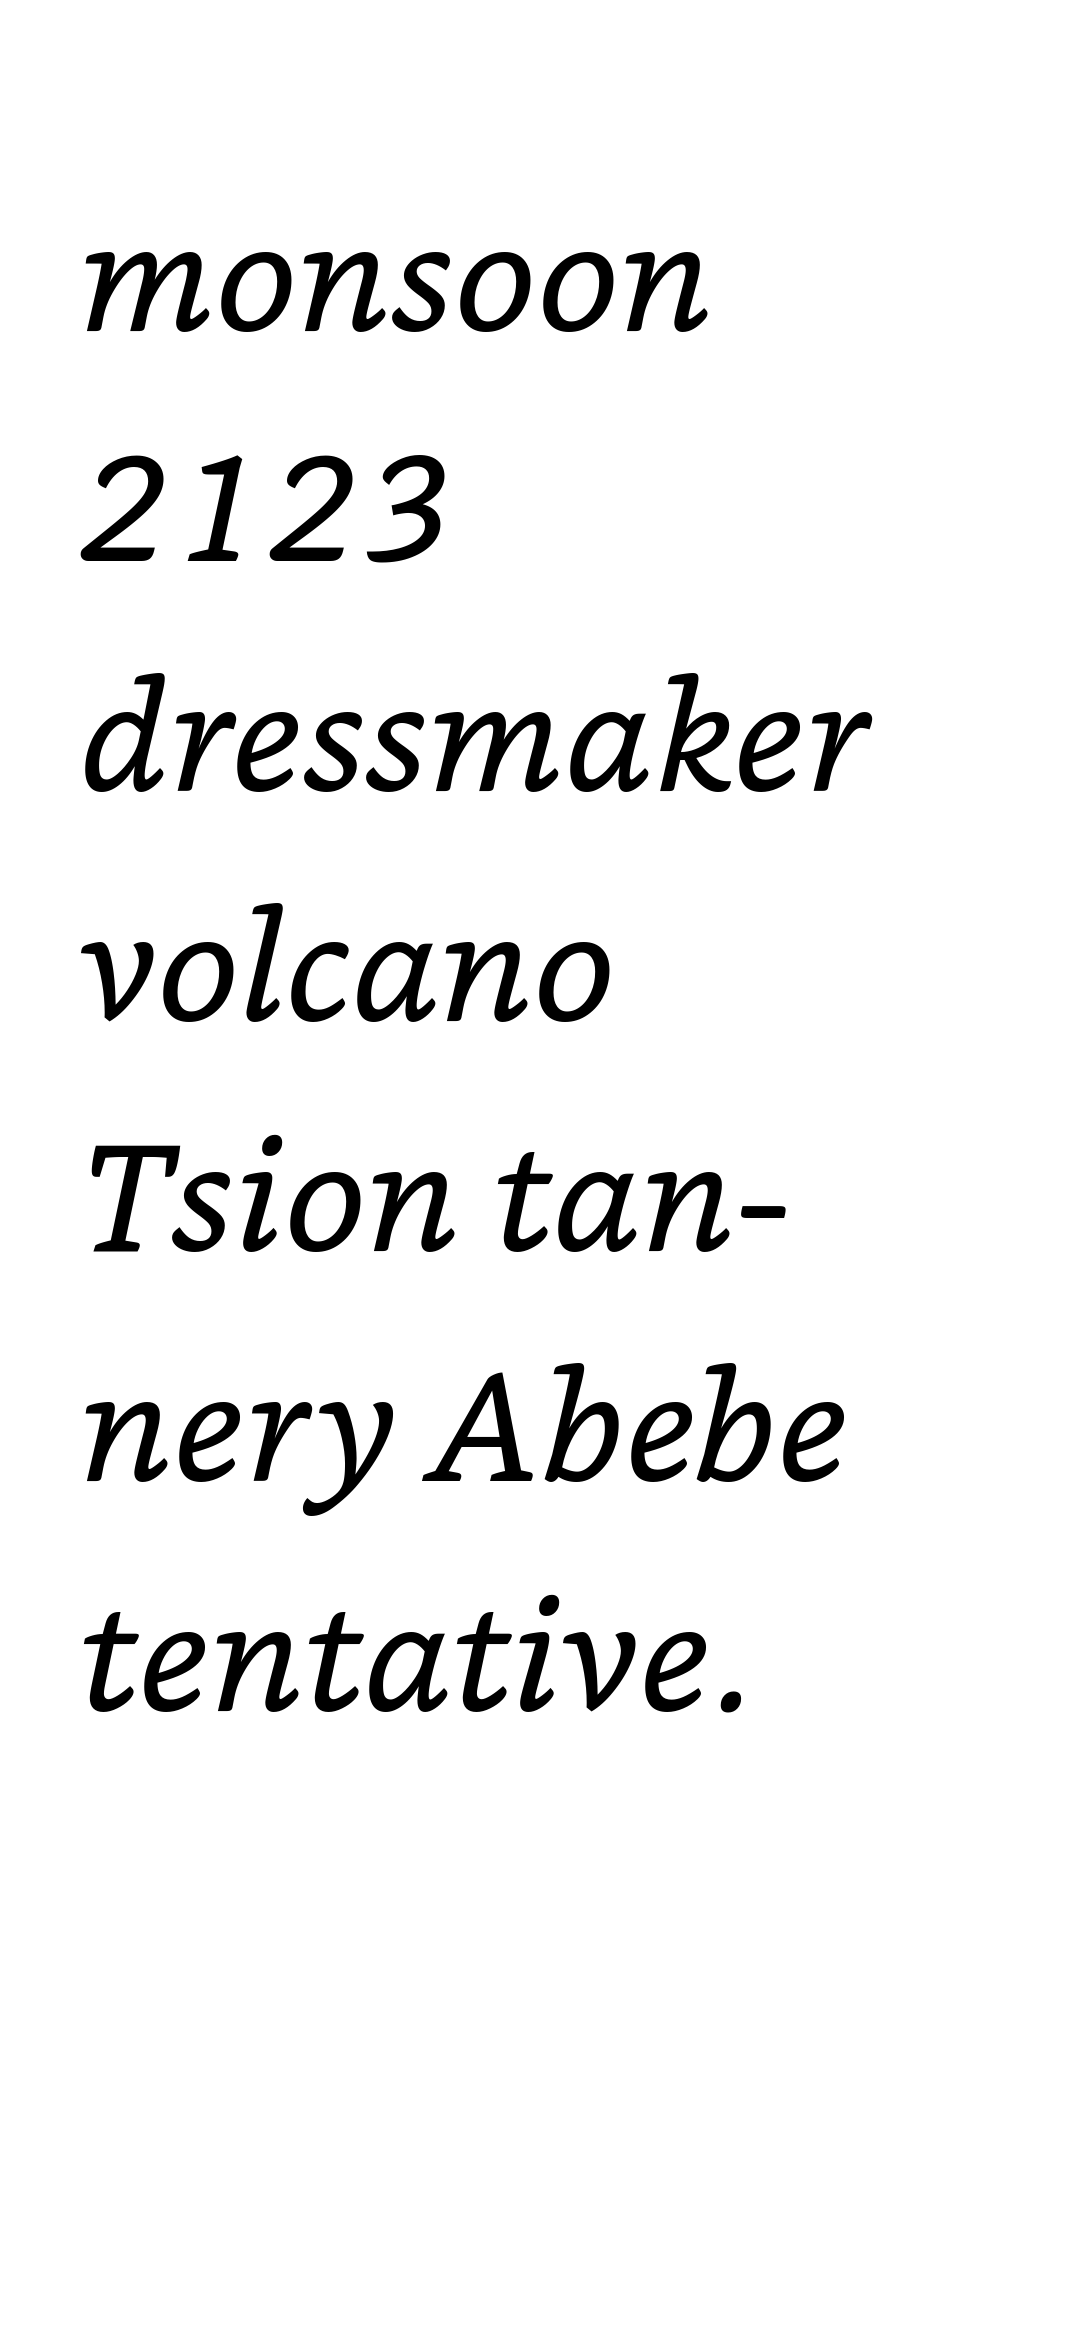 monsoon
2123
dressmaker
volcano
Tsion tan-
nery Abebe
tentative.